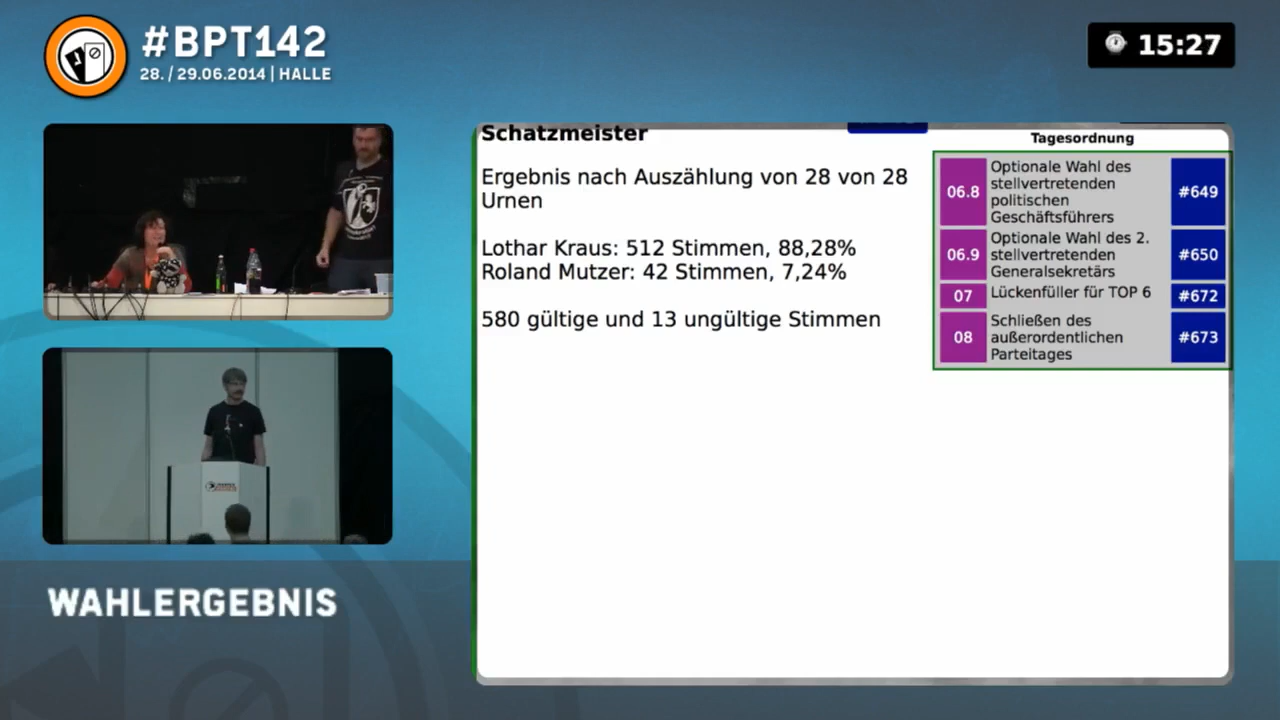 #BPT142
28. / 29.06.2014 | HALLE
15:27
Schatzmeister
Ergebnis nach Auszählung von 28 von 28
Urnen
Lothar Kraus: 512 Stimmen, 88,28%
Roland Mutzer: 42 Stimmen, 7,24%
580 gültige und 13 ungültige Stimmen
Tagesordnung
06.8
Optionale Wahl des
stellvertretenden
politischen
Geschäftsführers
#649
06.9
Optionale Wahl des 2.
stellvertretenden
Generalsekretärs
#650
07
Lückenfüller für TOP 6
#672
08
Schließen des
außerordentlichen
Parteitages
#673
WAHLERGEBNIS